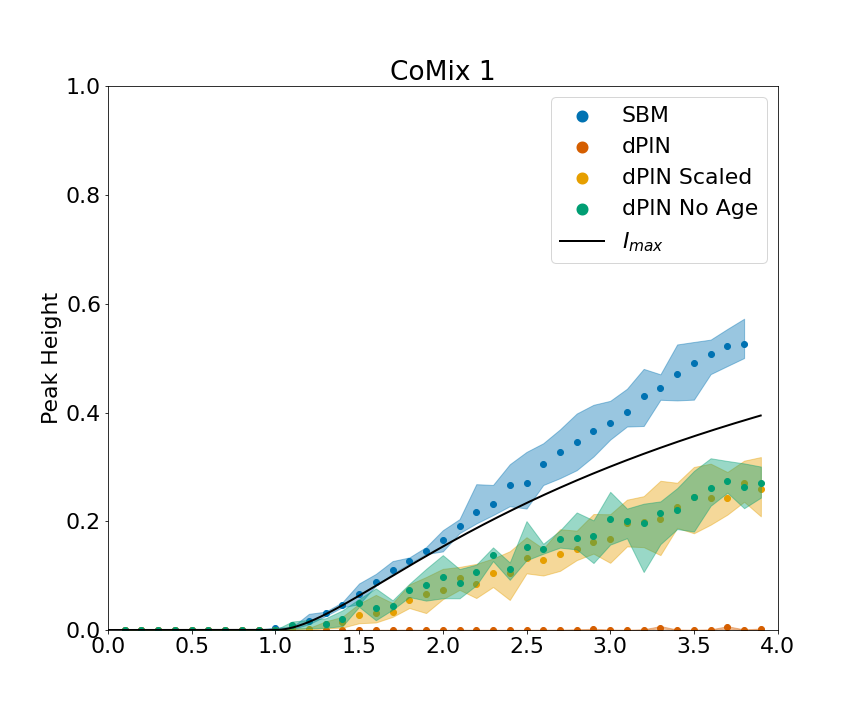 CoMix 1
1.0
0.8
0.6
0.4
0.2
0.0
Peak Height
SBM
dPIN
dPIN Scaled
dPIN No Age
I_max
0.0 0.5 1.0 1.5 2.0 2.5 3.0 3.5 4.0